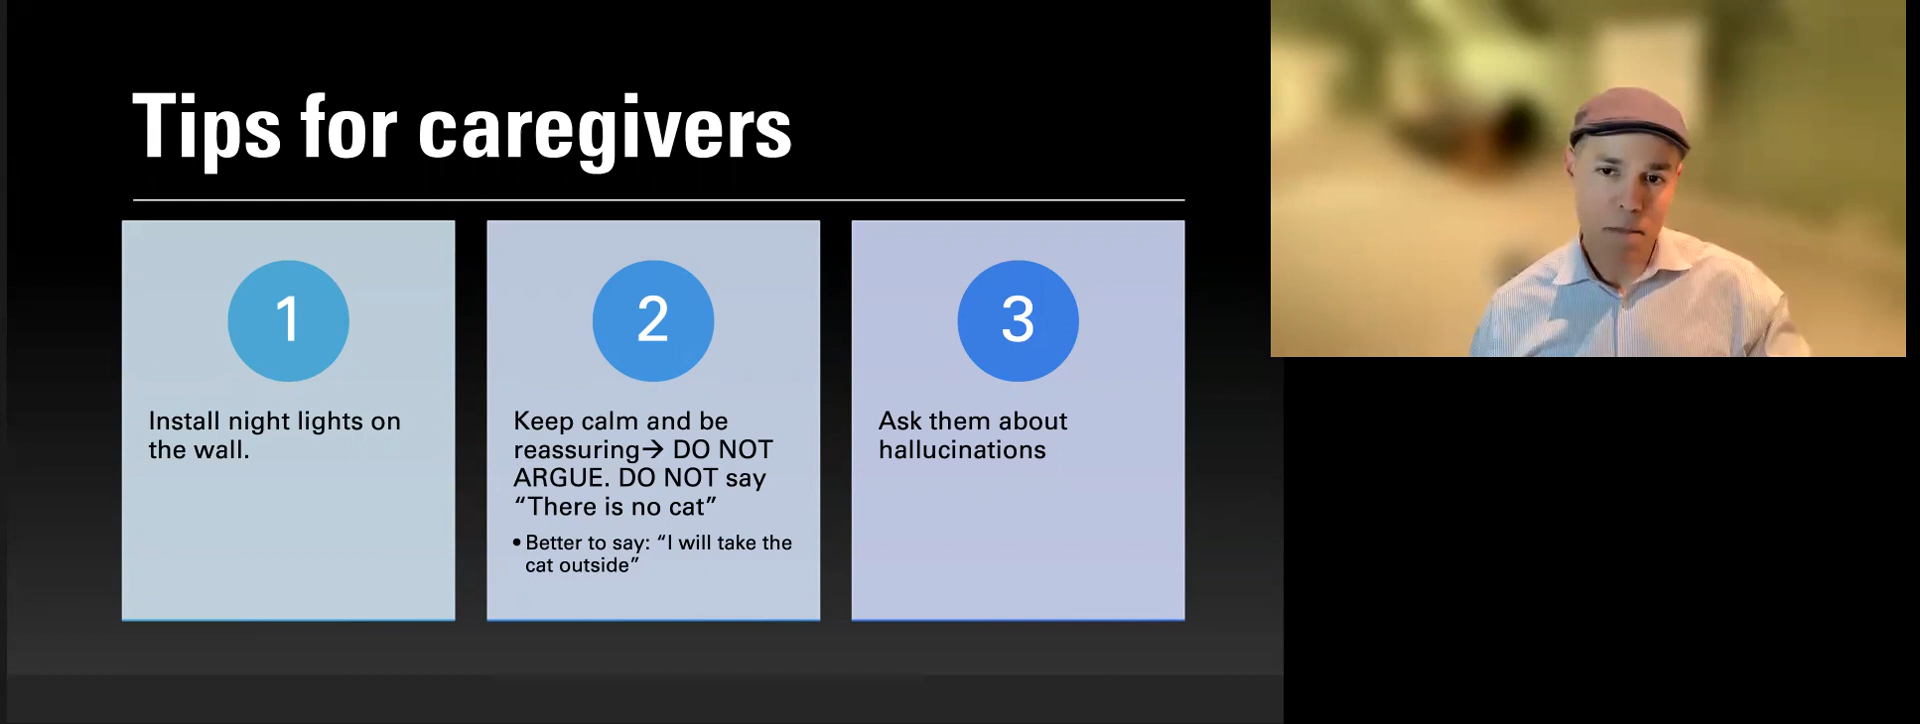 Tips for caregivers
1
Install night lights on
the wall.
2
Keep calm and be
reassuring→ DO NOT
ARGUE. DO NOT say
“There is no cat”
• Better to say: “I will take the
cat outside”
3
Ask them about
hallucinations